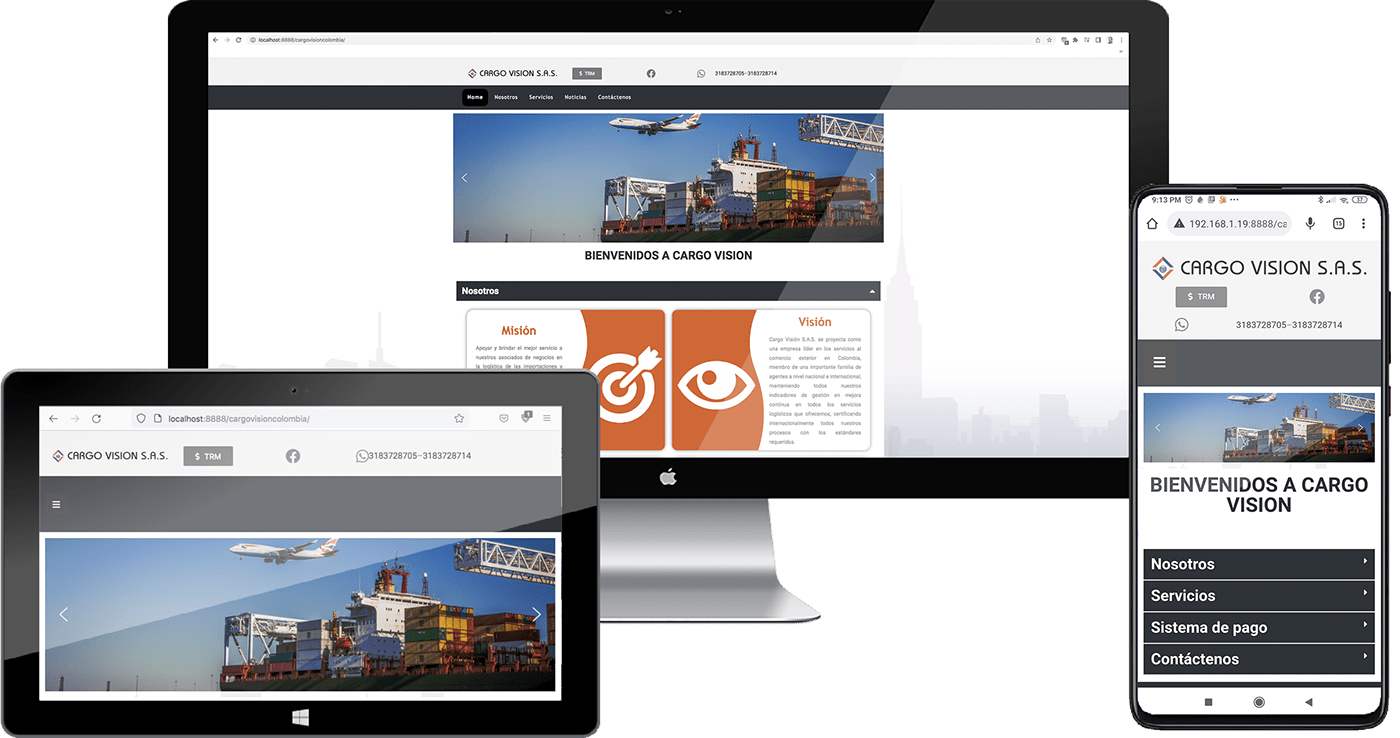 localhost:8888/cargovisioncolombia/
CARGO VISION S.A.S.
$ TRM
3183728705-3183728714
Home
Nosotros
Servicios
Noticias
Contáctenos
BIENVENIDOS A CARGO VISION
Nosotros
Misión
Apoyar y brindar el mejor servicio a
nuestros asociados de negocios en
la logística de las importaciones y
Visión
Cargo Visión S.A.S. se proyecta como
una empresa líder en los servicios al
comercio exterior en Colombia,
miembro de una importante familia de
agentes a nivel nacional e internacional,
manteniendo todos nuestros
indicadores de gestión en mejora
continua en todos los servicios
logísticos que ofrecemos, certificando
internacionalmente todos nuestros
procesos con los estándares
requeridos.
localhost:8888/cargovisioncolombia/
CARGO VISION S.A.S.
$ TRM
3183728705-3183728714
9:13 PM
37
192.168.1.19:8888/ca
15
CARGO VISION S.A.S.
$ TRM
3183728705-3183728714
BIENVENIDOS A CARGO
VISION
Nosotros
Servicios
Sistema de pago
Contáctenos